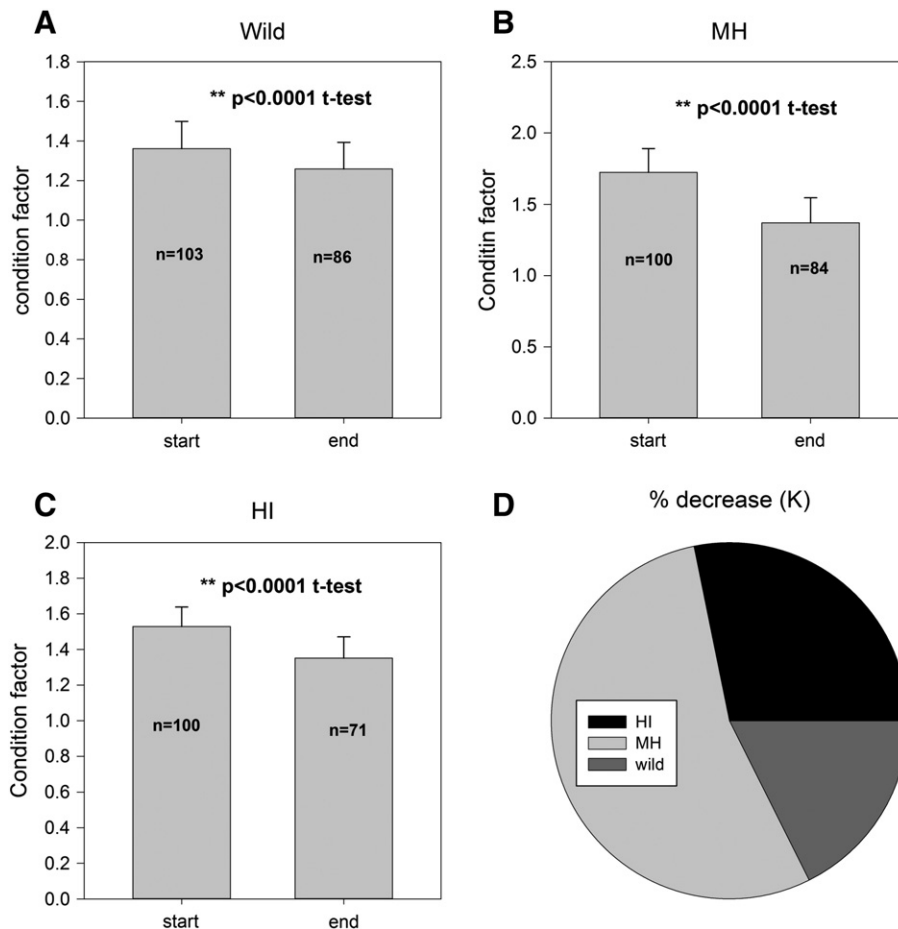 A
Wild
1.8
1.6
1.4
1.2
1.0
0.8
0.6
0.4
0.2
0.0
condition factor
** p<0.0001 t-test
n=103
n=86
start
end
B
MH
2.5
2.0
1.5
1.0
0.5
0.0
Conditin factor
** p<0.0001 t-test
n=100
n=84
start
end
C
HI
2.0
1.8
1.6
1.4
1.2
1.0
0.8
0.6
0.4
0.2
0.0
Condition factor
** p<0.0001 t-test
n=100
n=71
start
end
D
% decrease (K)
HI
MH
wild